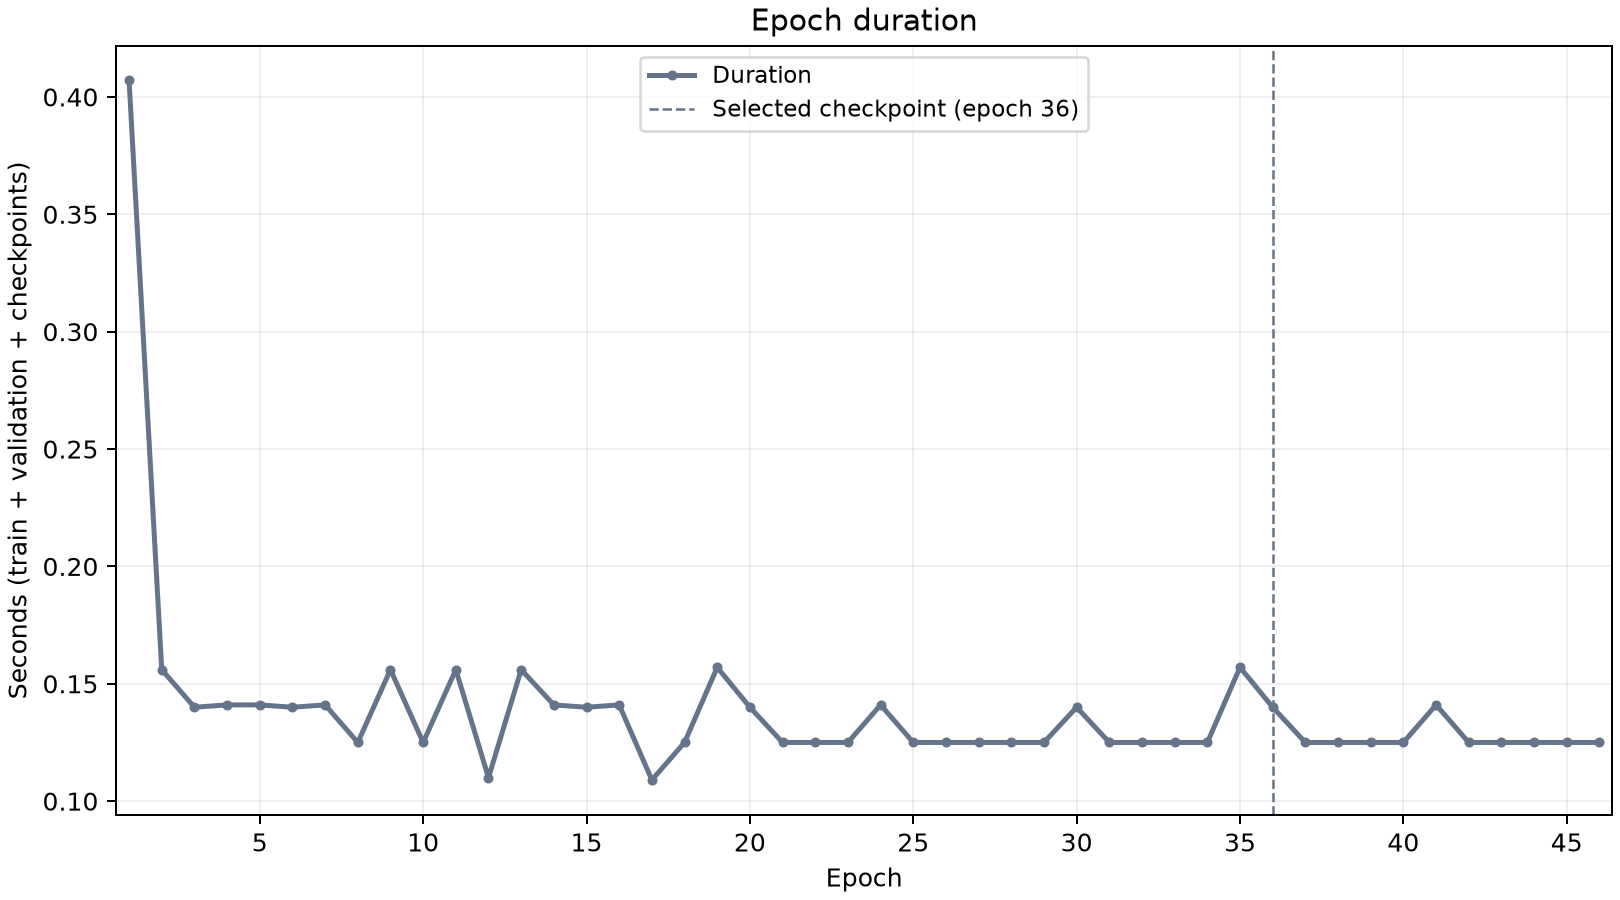 Epoch duration
Duration
Selected checkpoint (epoch 36)
Seconds (train + validation + checkpoints)
0.40
0.35
0.30
0.25
0.20
0.15
0.10
5 10 15 20 25 30 35 40 45
Epoch